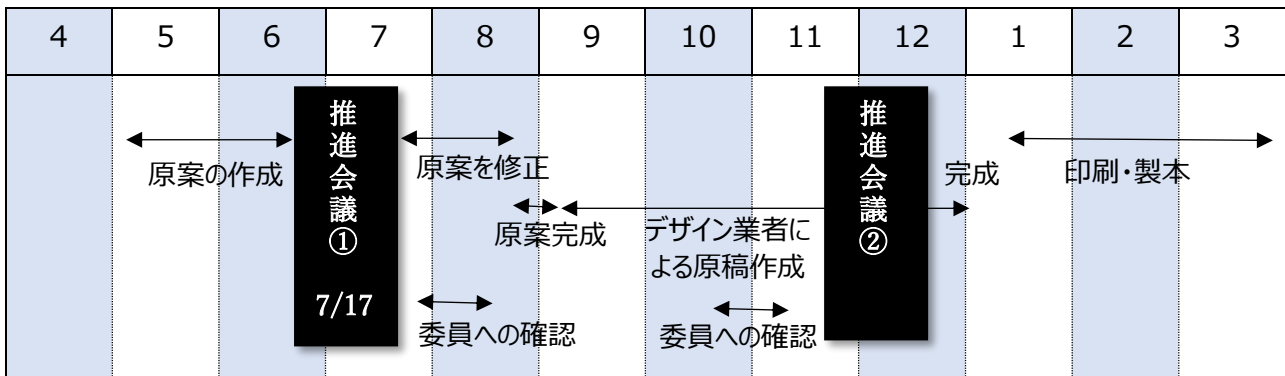 4 5 6 7 8 9 10 11 12 1 2 3
推進会議① 7/17
推進会議②
原案の作成
原案を修正
完成
印刷・製本
原案完成
デザイン業者に
よる原稿作成
委員への確認
委員への確認